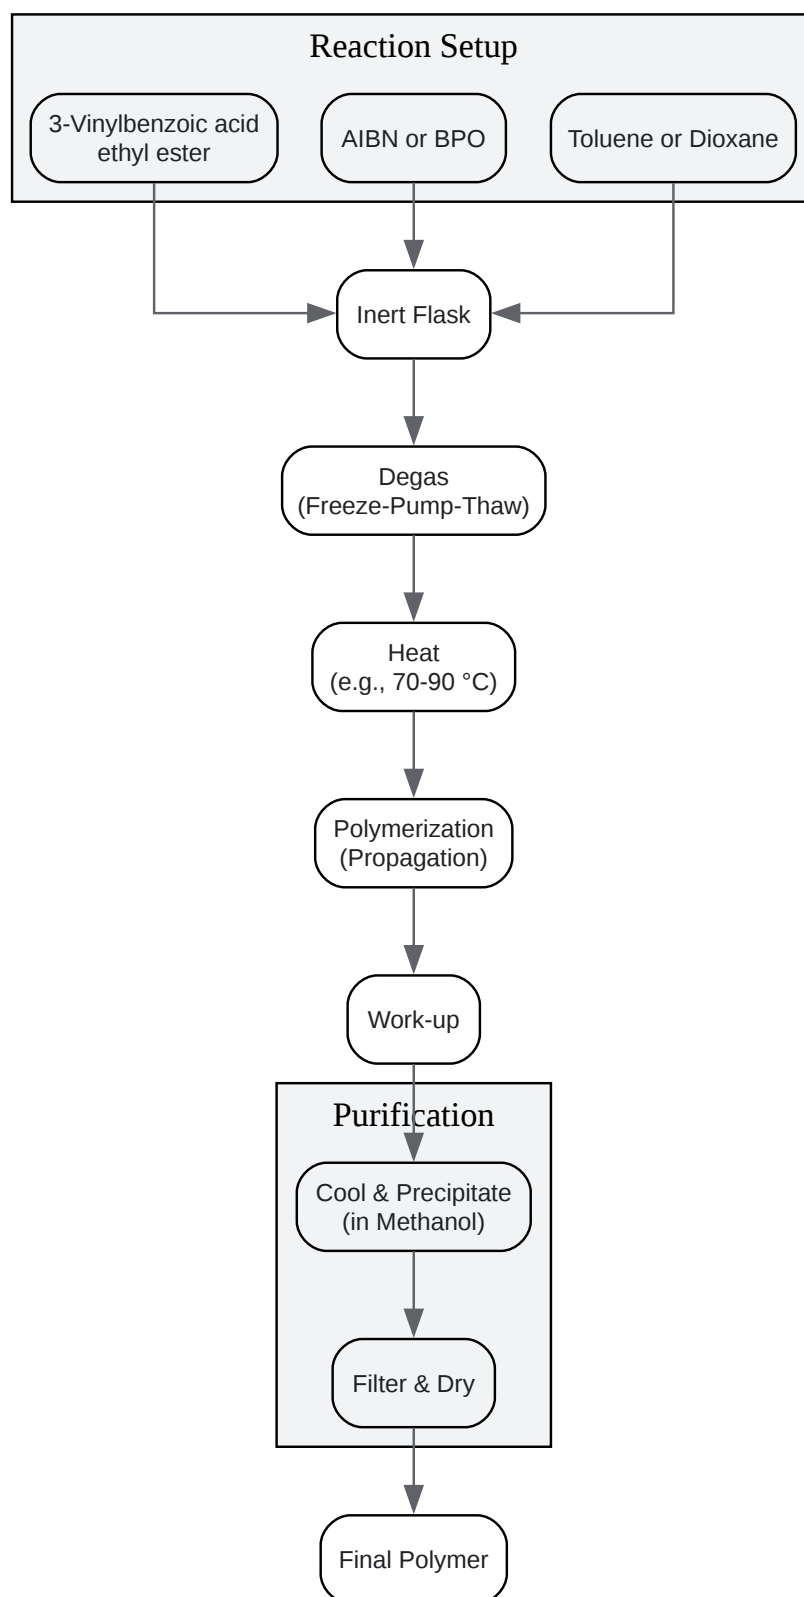 Reaction Setup
3-Vinylbenzoic acid
ethyl ester
AIBN or BPO
Toluene or Dioxane
Inert Flask
Degas
(Freeze-Pump-Thaw)
Heat
(e.g., 70-90 °C)
Polymerization
(Propagation)
Work-up
Purification
Cool & Precipitate
(in Methanol)
Filter & Dry
Final Polymer